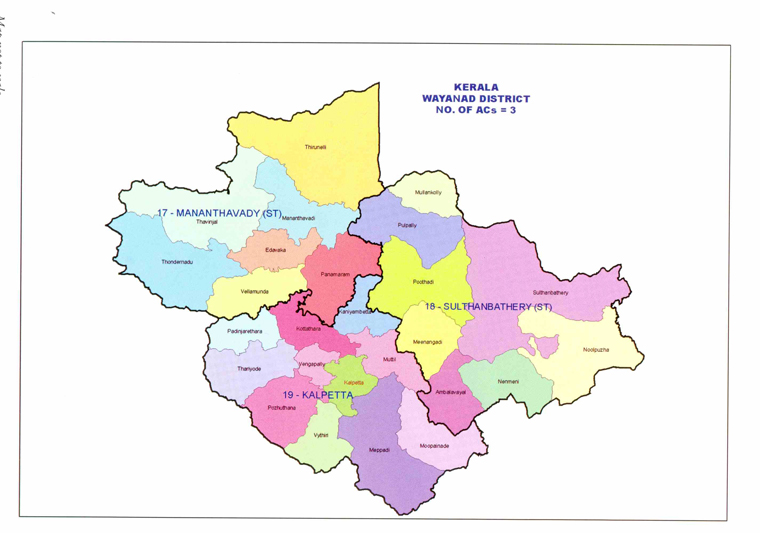 KERALA
WAYANAD DISTRICT
NO. OF ACs = 3
Thirunelli
Mullankolly
17 - MANANTHAVADY (ST)
Mananthavadi
Thavinjal
Pulpally
Edavaka
Thondernadu
Panamaram
Poothadi
Vellamunda
Sulthanbathery
18 - SULTHANBATHERY (ST)
Kaniyambetta
Kottathara
Padinjarethara
Meenangadi
Noolpuzha
Muttil
Vengapally
Thariyode
Kalpetta
Nenmeni
Ambalavayal
19 - KALPETTA
Pozhuthana
Vythiri
Moopainade
Meppadi